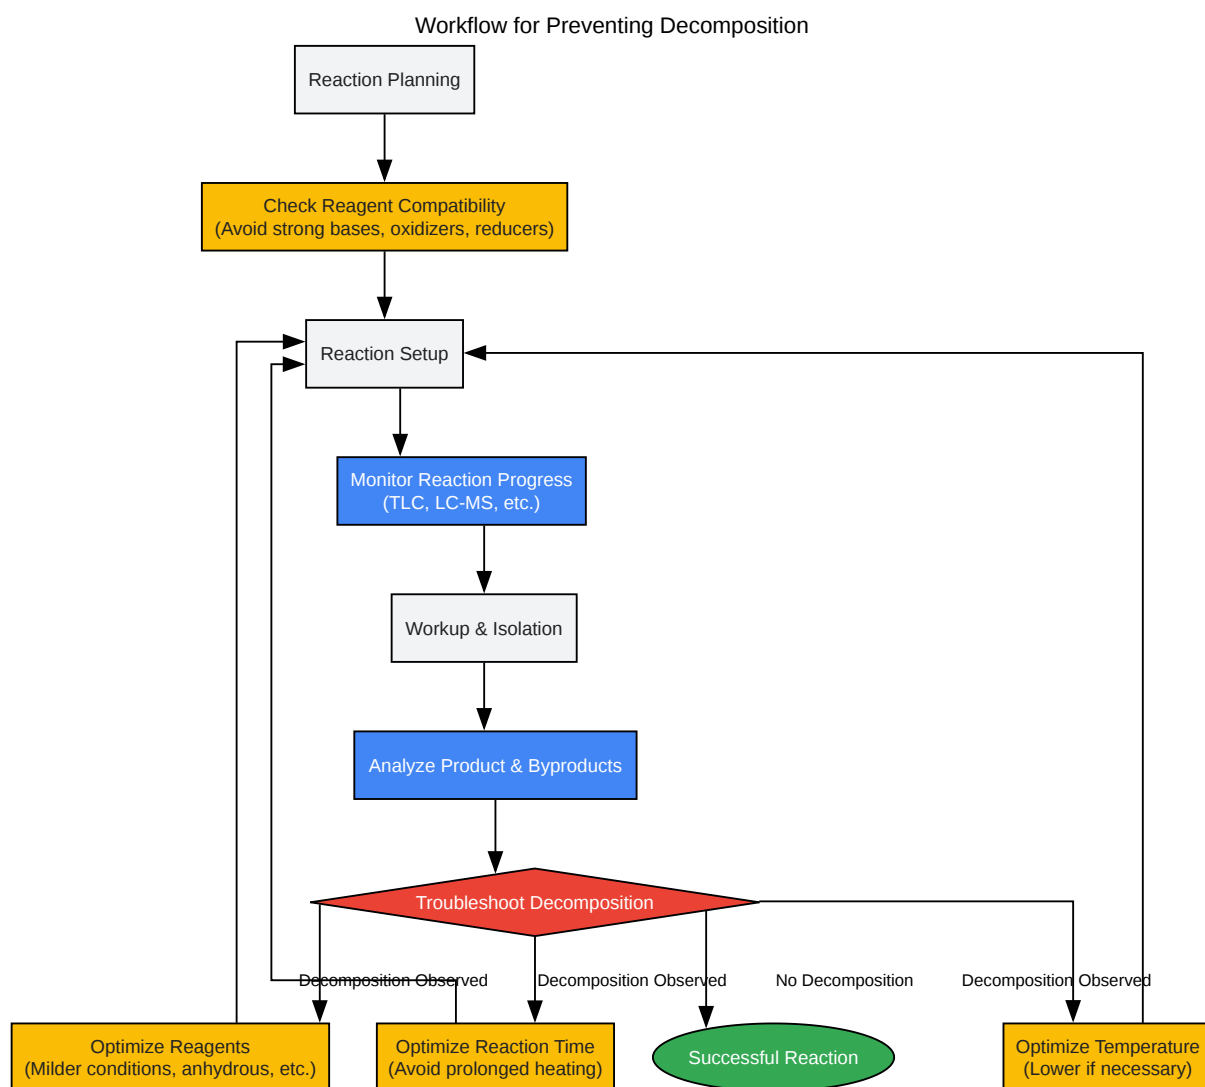 Workflow for Preventing Decomposition
Reaction Planning
Check Reagent Compatibility
(Avoid strong bases, oxidizers, reducers)
Reaction Setup
Monitor Reaction Progress
(TLC, LC-MS, etc.)
Workup & Isolation
Analyze Product & Byproducts
Troubleshoot Decomposition
Decomposition Observed
Decomposition Observed
No Decomposition
Decomposition Observed
Optimize Reagents
(Milder conditions, anhydrous, etc.)
Optimize Reaction Time
(Avoid prolonged heating)
Successful Reaction
Optimize Temperature
(Lower if necessary)